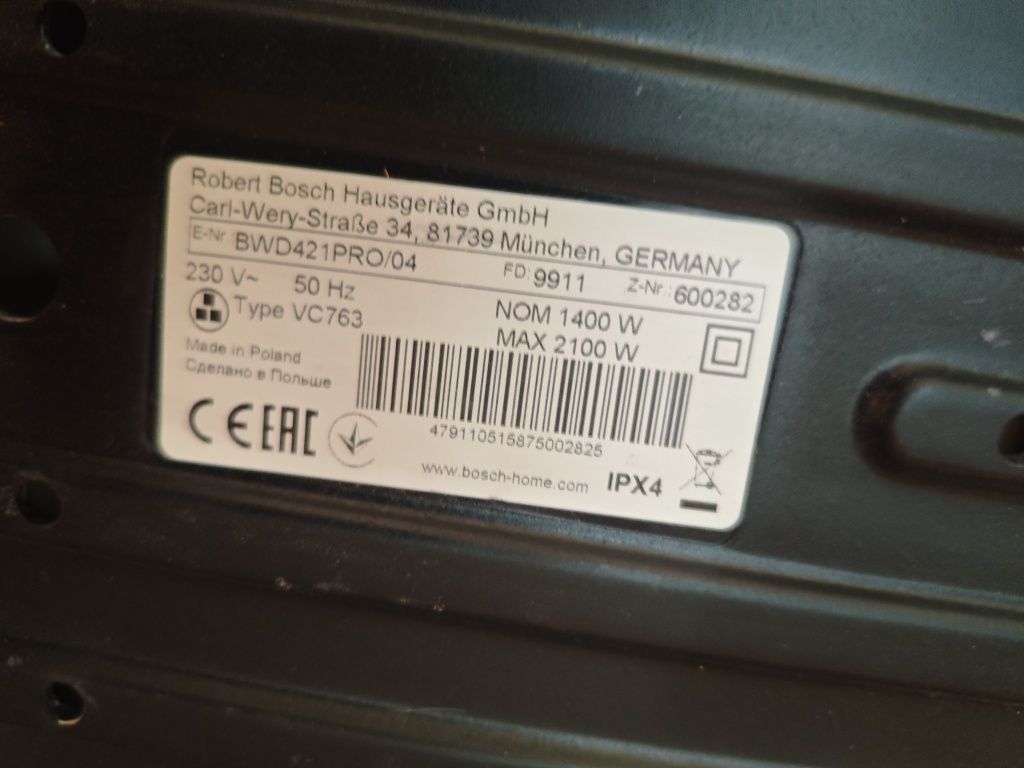 Robert Bosch Hausgeräte GmbH
Carl-Wery-Straße 34, 81739 München, GERMANY
E-Nr BWD421PRO/04 FD: 9911 Z-Nr.: 600282
230 V~ 50 Hz NOM 1400 W
Type VC763 MAX 2100 W
Made in Poland
Сделано в Польше
CE EAC
479110515875002825
www.bosch-home.com IPX4